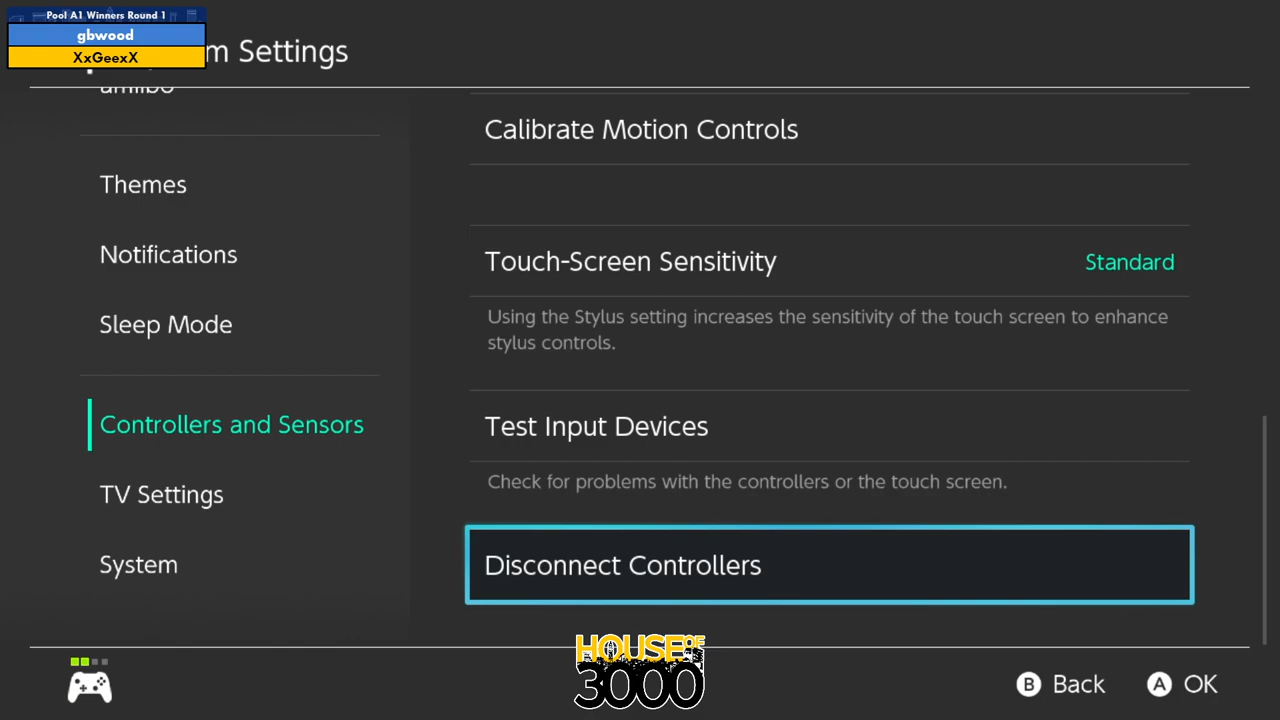 Pool A1 Winners Round 1
gbwood
XxGeexX
m Settings
amiibo
Themes
Notifications
Sleep Mode
Controllers and Sensors
TV Settings
System
Calibrate Motion Controls
Touch-Screen Sensitivity Standard
Using the Stylus setting increases the sensitivity of the touch screen to enhance
stylus controls.
Test Input Devices
Check for problems with the controllers or the touch screen.
Disconnect Controllers
HOUSE OF
3000
B Back A OK